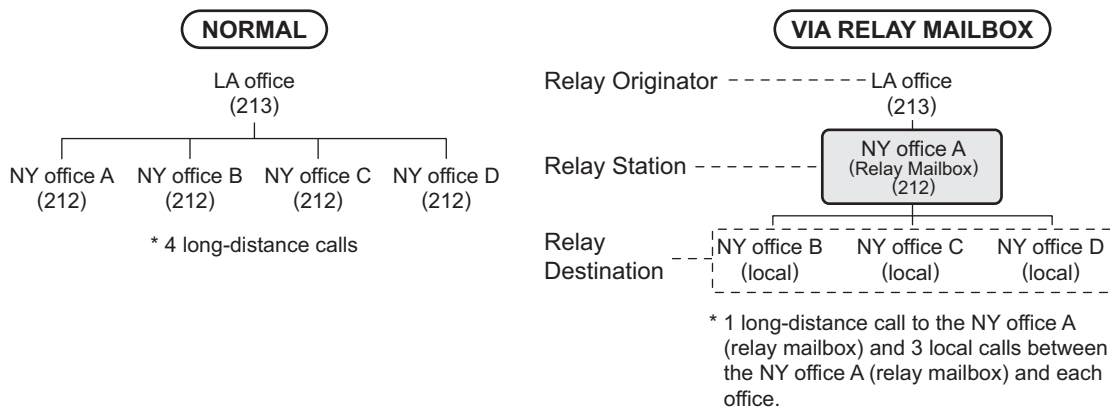 NORMAL
LA office
(213)
NY office A NY office B NY office C NY office D
(212) (212) (212) (212)
* 4 long-distance calls
VIA RELAY MAILBOX
Relay Originator
LA office
(213)
Relay Station
NY office A
(Relay Mailbox)
(212)
Relay
Destination
NY office B NY office C NY office D
(local) (local) (local)
* 1 long-distance call to the NY office A
(relay mailbox) and 3 local calls between
the NY office A (relay mailbox) and each
office.